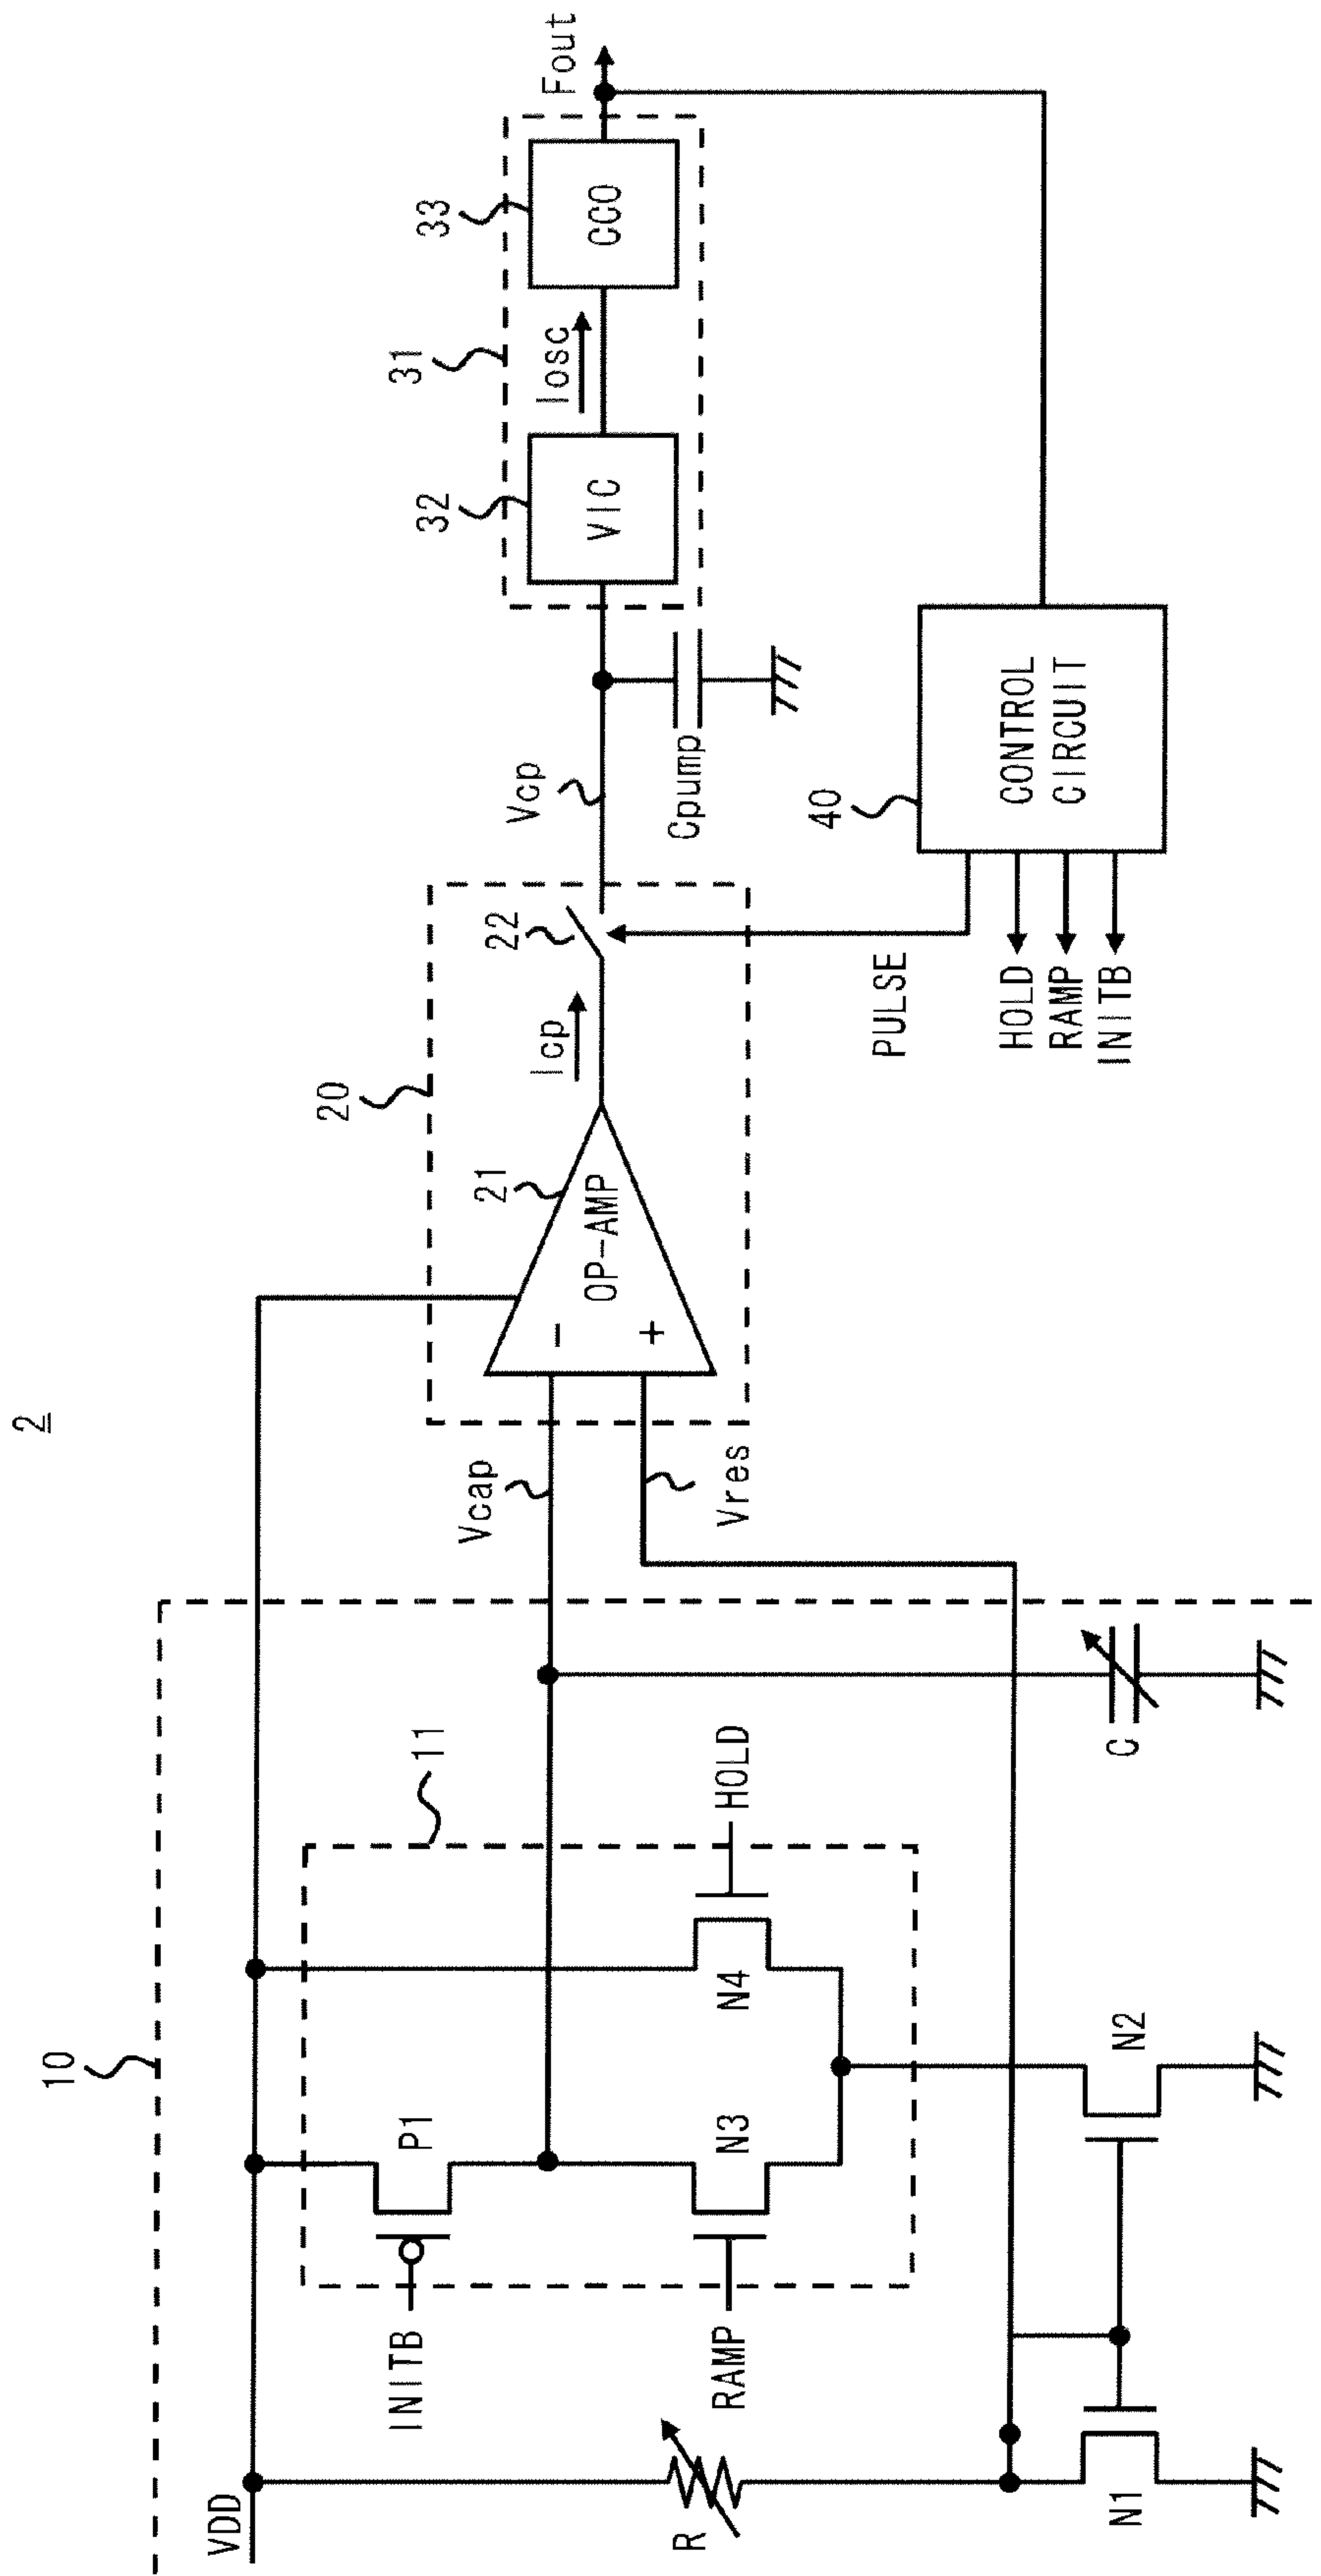 2
10
VDD
INITB
P1
11
RAMP
N3
N4
HOLD
R
N1
N2
C
Vcap
Vres
20
21
OP-AMP
-
+
Icp
22
Vcp
Cpump
PULSE
HOLD
RAMP
INITB
40
CONTROL
CIRCUIT
31
32
VIC
Iosc
33
CCO
Fout